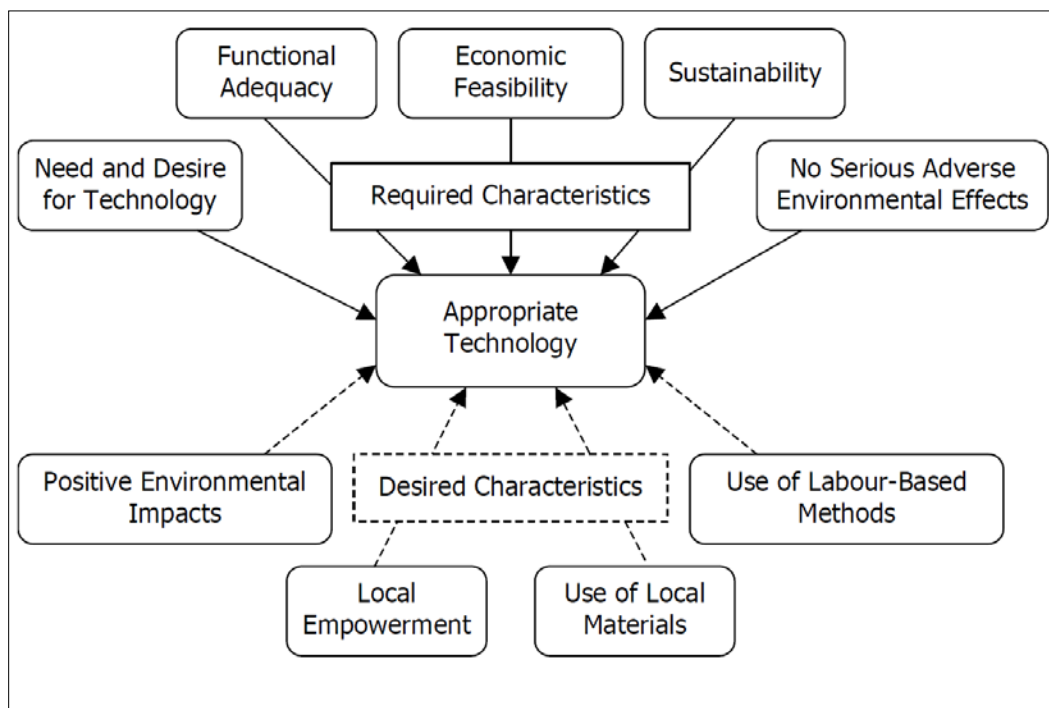 Functional
Adequacy
Economic
Feasibility
Sustainability
Need and Desire
for Technology
Required Characteristics
No Serious Adverse
Environmental Effects
Appropriate
Technology
Positive Environmental
Impacts
Desired Characteristics
Use of Labour-Based
Methods
Local
Empowerment
Use of Local
Materials